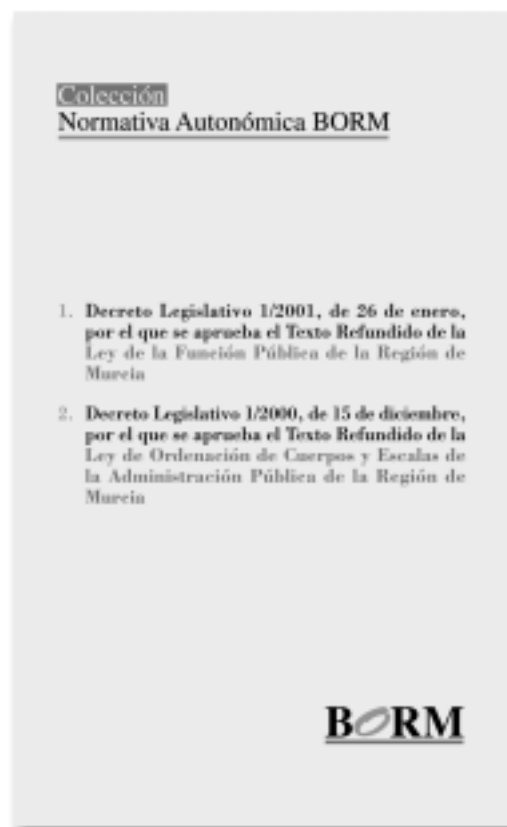 Colección
Normativa Autonómica BORM
1. Decreto Legislativo 1/2001, de 26 de enero,
por el que se aprueba el Texto Refundido de la
Ley de la Función Pública de la Región de
Murcia
2. Decreto Legislativo 1/2000, de 15 de diciembre,
por el que se aprueba el Texto Refundido de la
Ley de Ordenación de Cuerpos y Escalas de
la Administración Pública de la Región de
Murcia
BORM